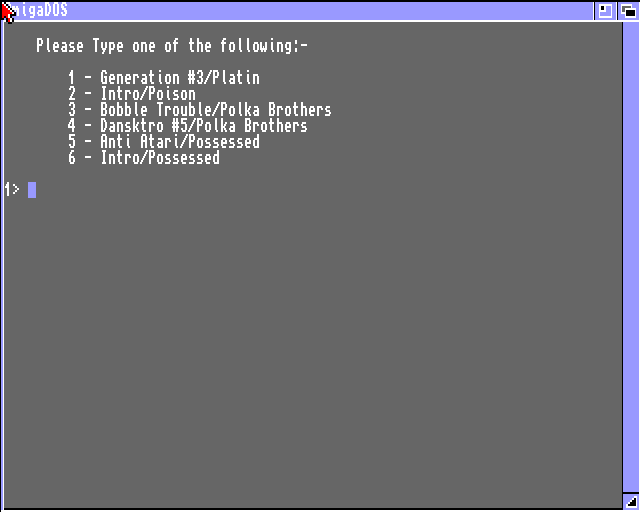 AmigaDOS
Please Type one of the following:-
1 - Generation #3/Platin
2 - Intro/Poison
3 - Bobble Trouble/Polka Brothers
4 - Dansktro #5/Polka Brothers
5 - Anti Atari/Possessed
6 - Intro/Possessed
1>